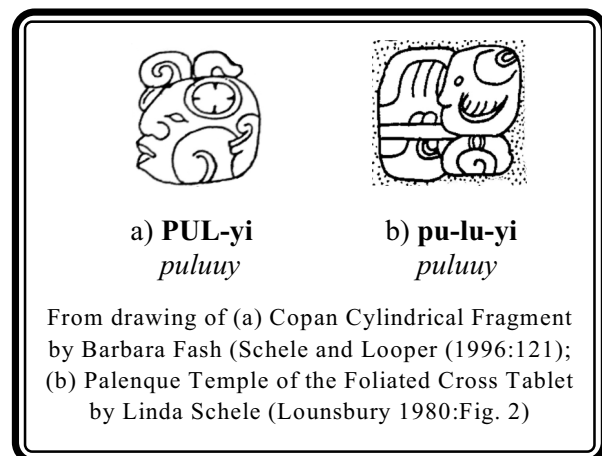 a) PUL-yi
puluuy
b) pu-lu-yi
puluuy
From drawing of (a) Copan Cylindrical Fragment
by Barbara Fash (Schele and Looper (1996:121);
(b) Palenque Temple of the Foliated Cross Tablet
by Linda Schele (Lounsbury 1980:Fig. 2)